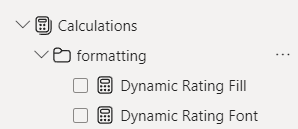 Calculations
formatting
Dynamic Rating Fill
Dynamic Rating Font